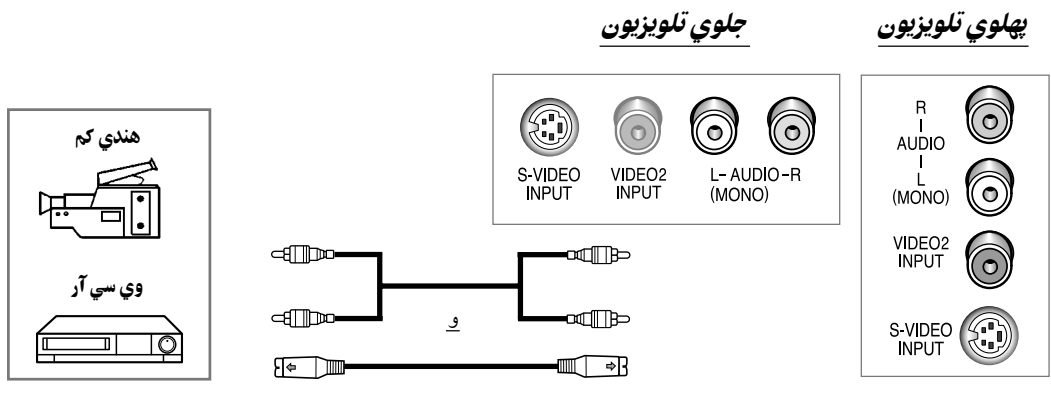 پهلوي تلويزيون
جلوي تلويزيون
هندي کم
وي سي آر
و
S-VIDEO
INPUT
VIDEO2
INPUT
L- AUDIO -R
(MONO)
R
AUDIO
L
(MONO)
VIDEO2
INPUT
S-VIDEO
INPUT